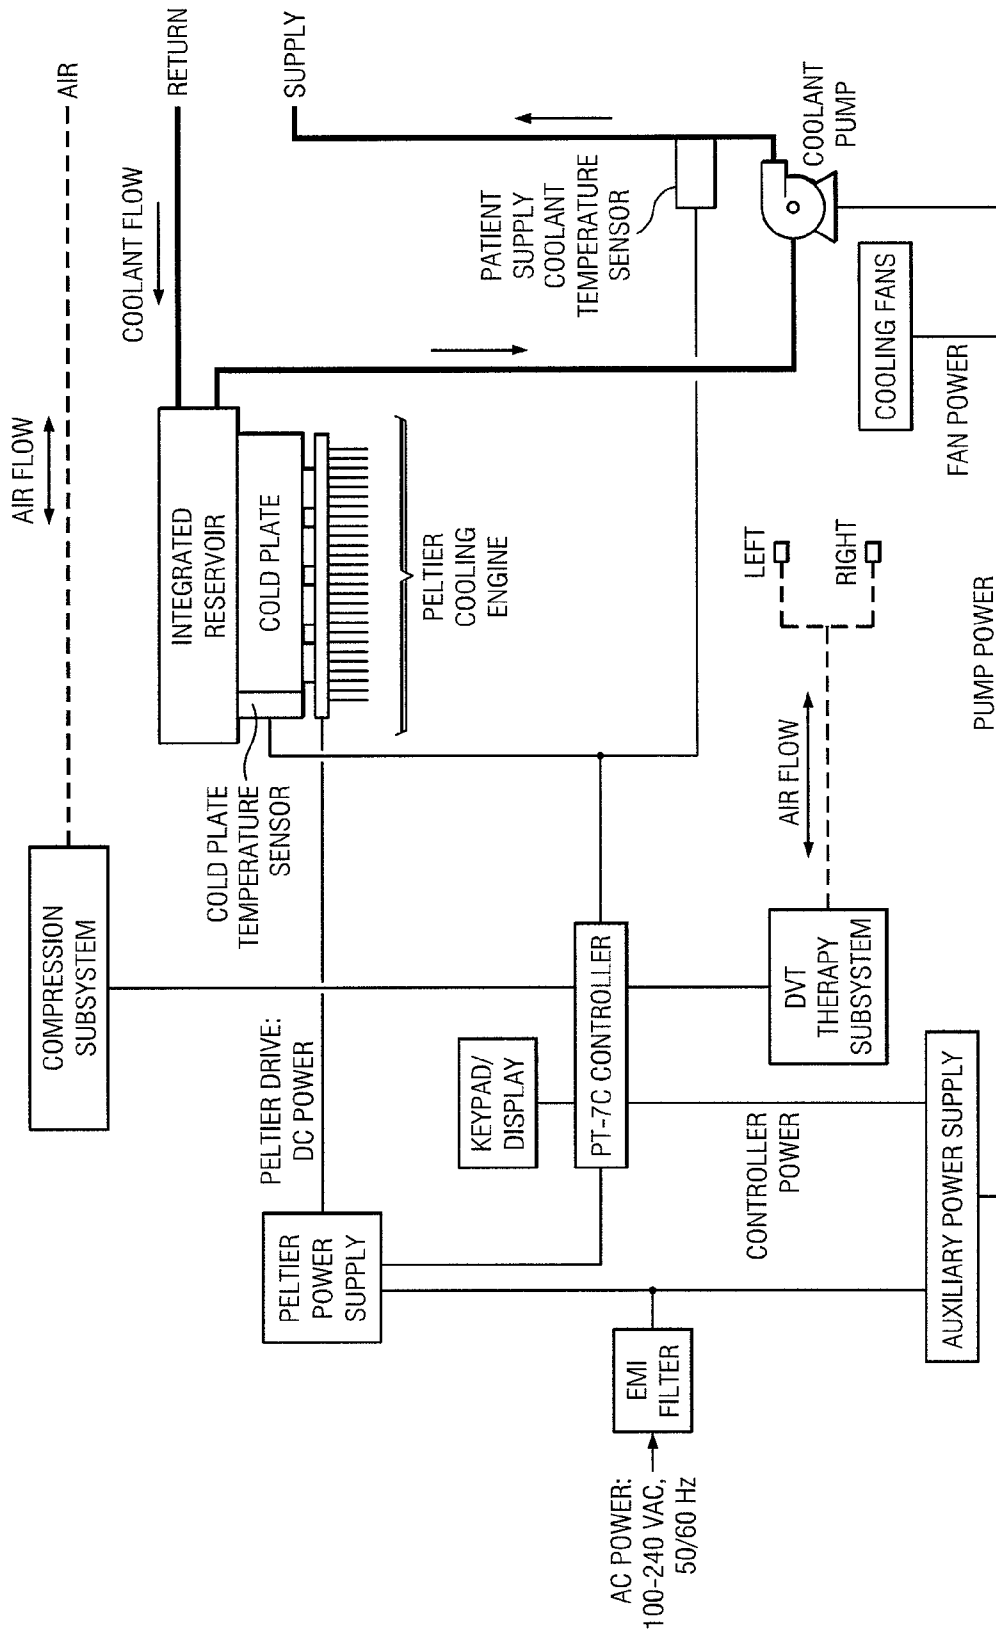 AIR FLOW
AIR
COMPRESSION
SUBSYSTEM
COOLANT FLOW
RETURN
INTEGRATED
RESERVOIR
SUPPLY
COLD PLATE
COLD PLATE
TEMPERATURE
SENSOR
PELTIER DRIVE:
DC POWER
PELTIER
POWER
SUPPLY
PELTIER
COOLING
ENGINE
PATIENT
SUPPLY
COOLANT
TEMPERATURE
SENSOR
KEYPAD/
DISPLAY
PT-7C CONTROLLER
EMI
FILTER
AC POWER:
100-240 VAC,
50/60 Hz
COOLANT
PUMP
LEFT
RIGHT
AIR FLOW
DVT
THERAPY
SUBSYSTEM
CONTROLLER
POWER
COOLING FANS
FAN POWER
AUXILIARY POWER SUPPLY
PUMP POWER